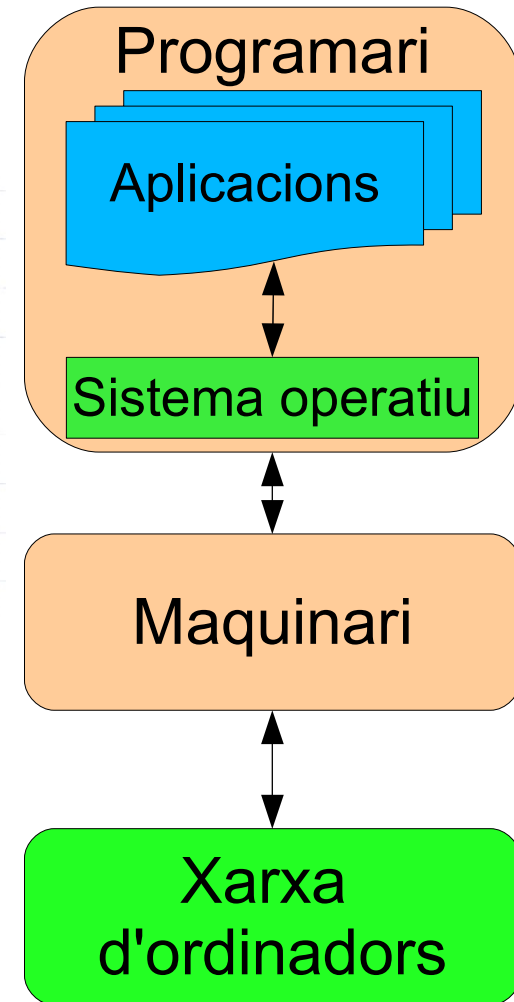 Programari
Aplicacions
Sistema operatiu
Maquinari
Xarxa
d'ordinadors